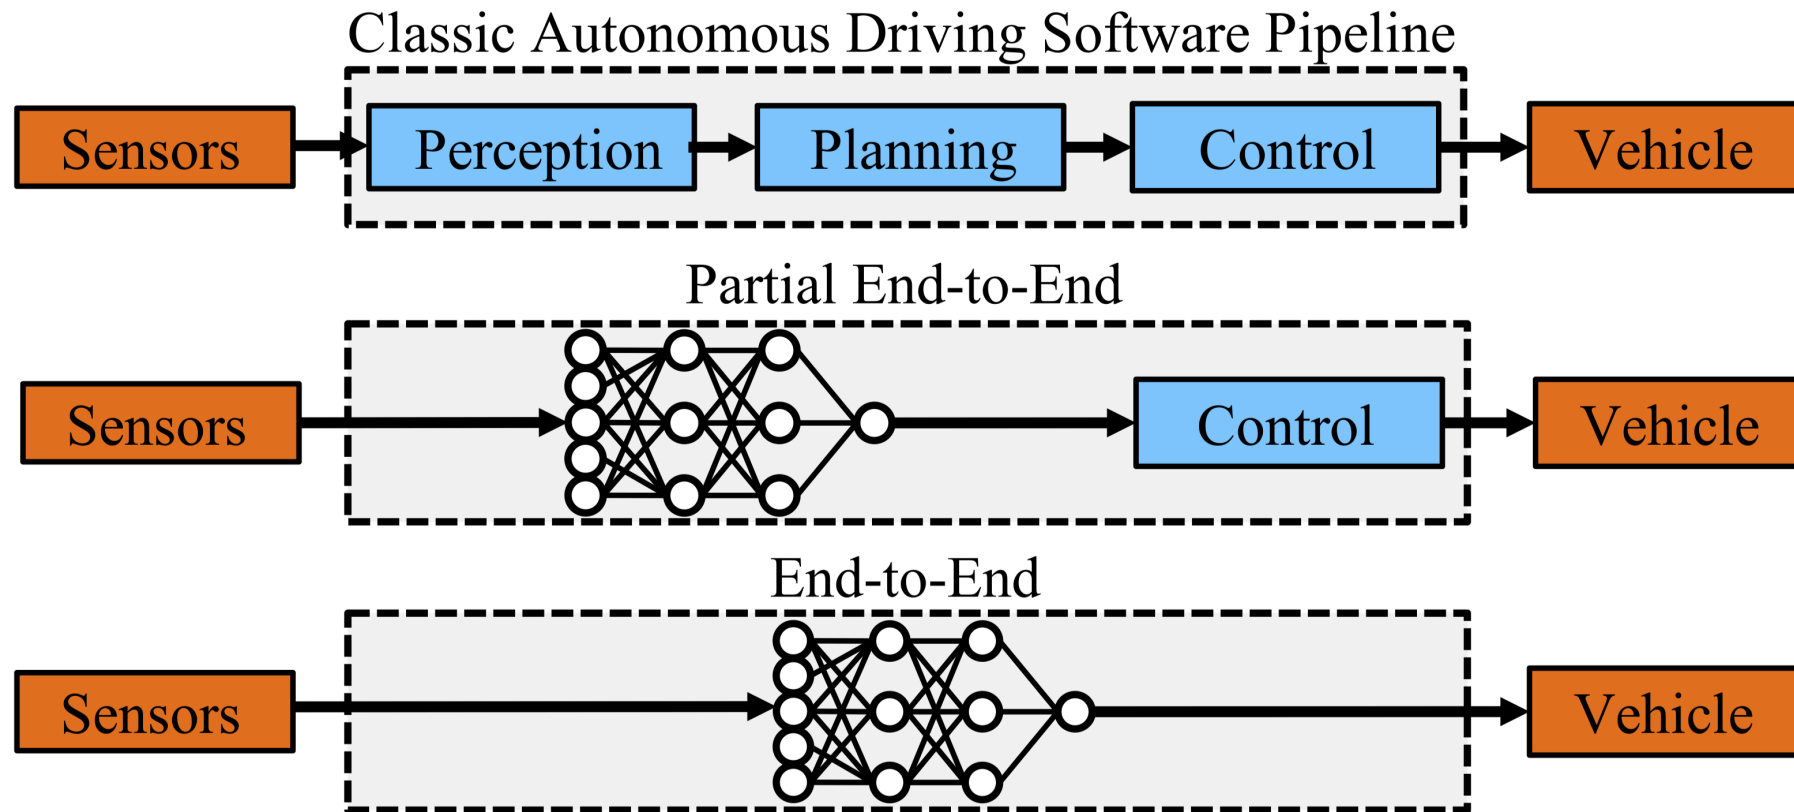 Classic Autonomous Driving Software Pipeline
Sensors
Perception
Planning
Control
Vehicle
Partial End-to-End
Sensors
Control
Vehicle
End-to-End
Sensors
Vehicle